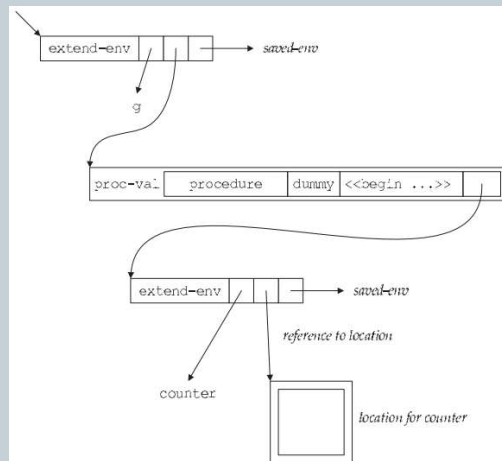 extend-env
saved-env
g
proc-val procedure dummy <<begin ...>>
extend-env
saved-env
reference to location
counter
location for counter